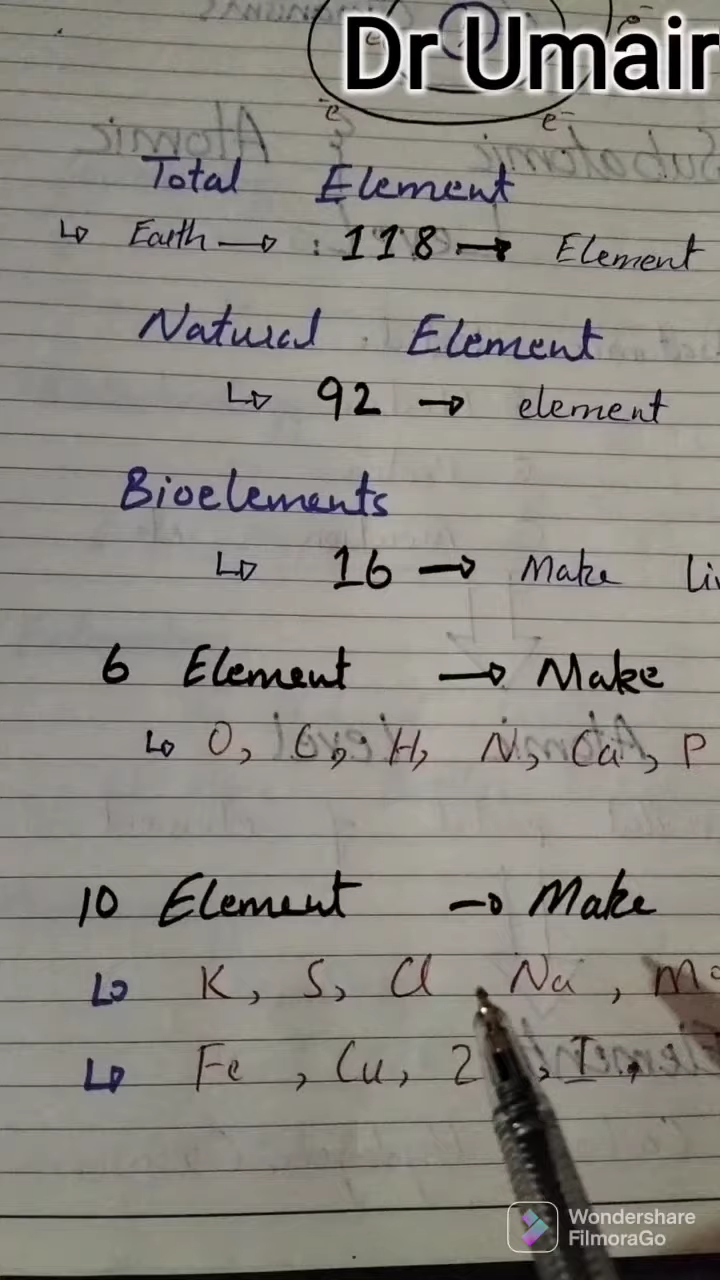 Dr Umair
e-
e-
e-
Total Element
↳ Earth → : 118 → Element
Natural Element
↳ 92 → element
Bioelements
↳ 16 → Make
6 Element → Make
↳ O, C, H, N, Ca, P
10 Element → Make
↳ K, S, Cl, Na,
↳ Fe, Cu, I,
Wondershare
FilmoraGo